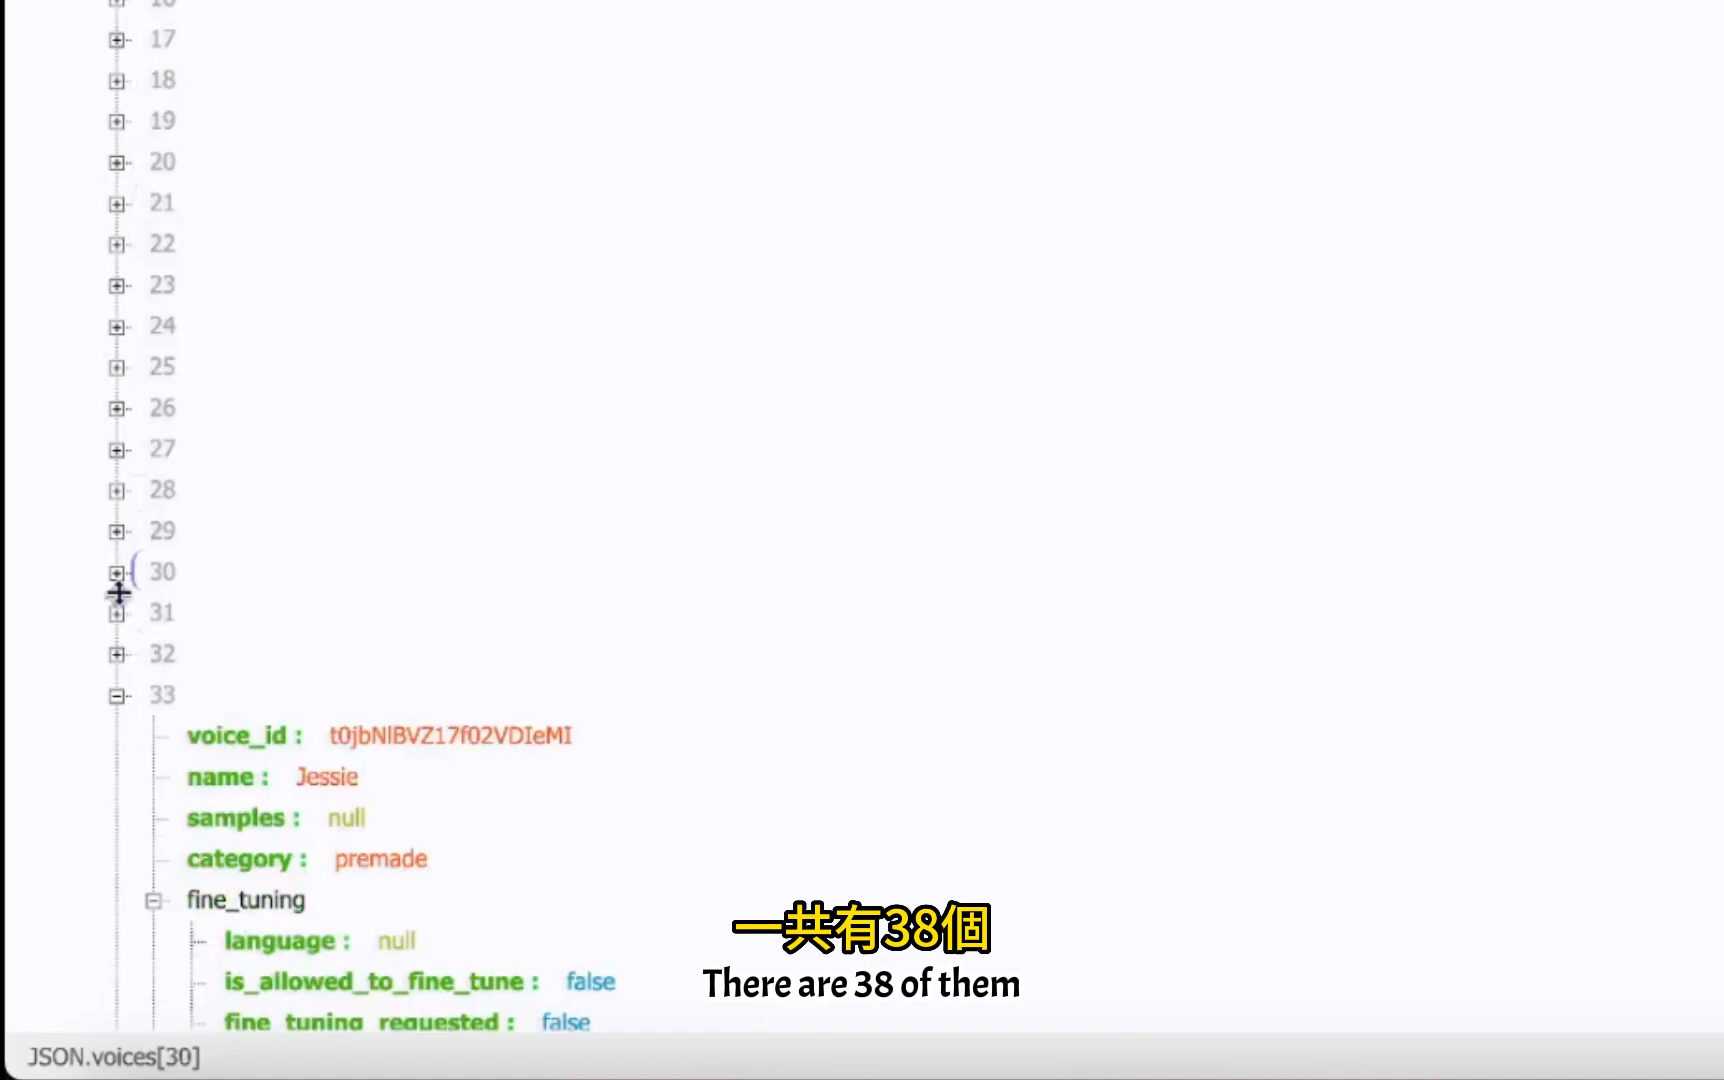 16
17
18
19
20
21
22
23
24
25
26
27
28
29
30
31
32
33
voice_id : t0jbNlBVZ17f02VDIeMI
name : Jessie
samples : null
category : premade
fine_tuning
language : null
is_allowed_to_fine_tune : false
fine_tuning_requested : false
一共有38個
There are 38 of them
JSON.voices[30]